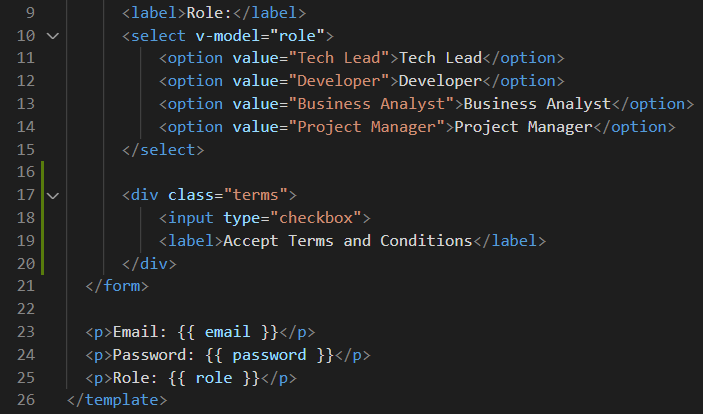 9 <label>Role:</label>
10 <select v-model="role">
11 <option value="Tech Lead">Tech Lead</option>
12 <option value="Developer">Developer</option>
13 <option value="Business Analyst">Business Analyst</option>
14 <option value="Project Manager">Project Manager</option>
15 </select>
16
17 <div class="terms">
18 <input type="checkbox">
19 <label>Accept Terms and Conditions</label>
20 </div>
21 </form>
22
23 <p>Email: {{ email }}</p>
24 <p>Password: {{ password }}</p>
25 <p>Role: {{ role }}</p>
26 </template>